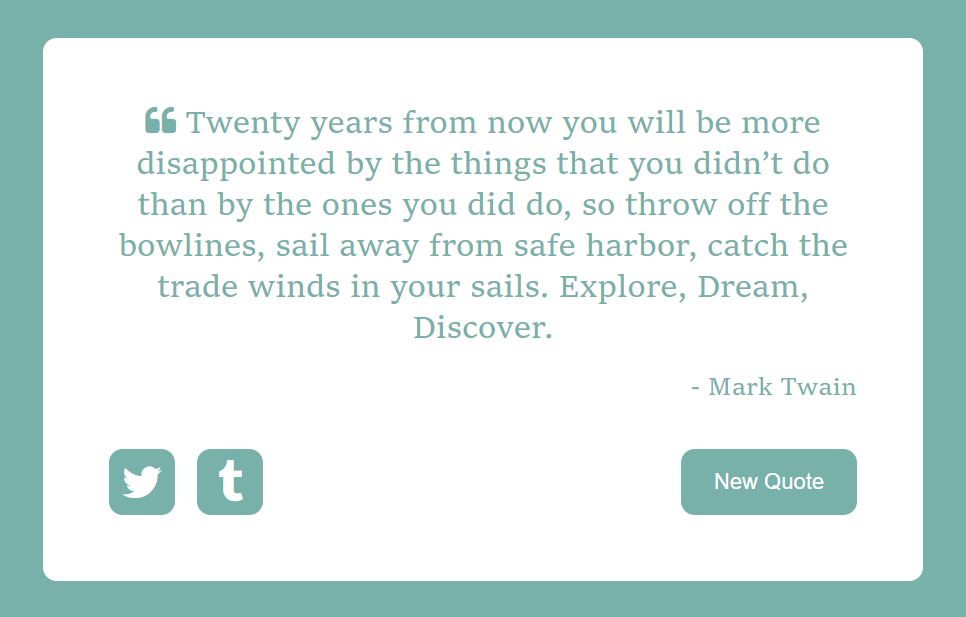 ❝ Twenty years from now you will be more
disappointed by the things that you didn’t do
than by the ones you did do, so throw off the
bowlines, sail away from safe harbor, catch the
trade winds in your sails. Explore, Dream,
Discover.
- Mark Twain
t
New Quote